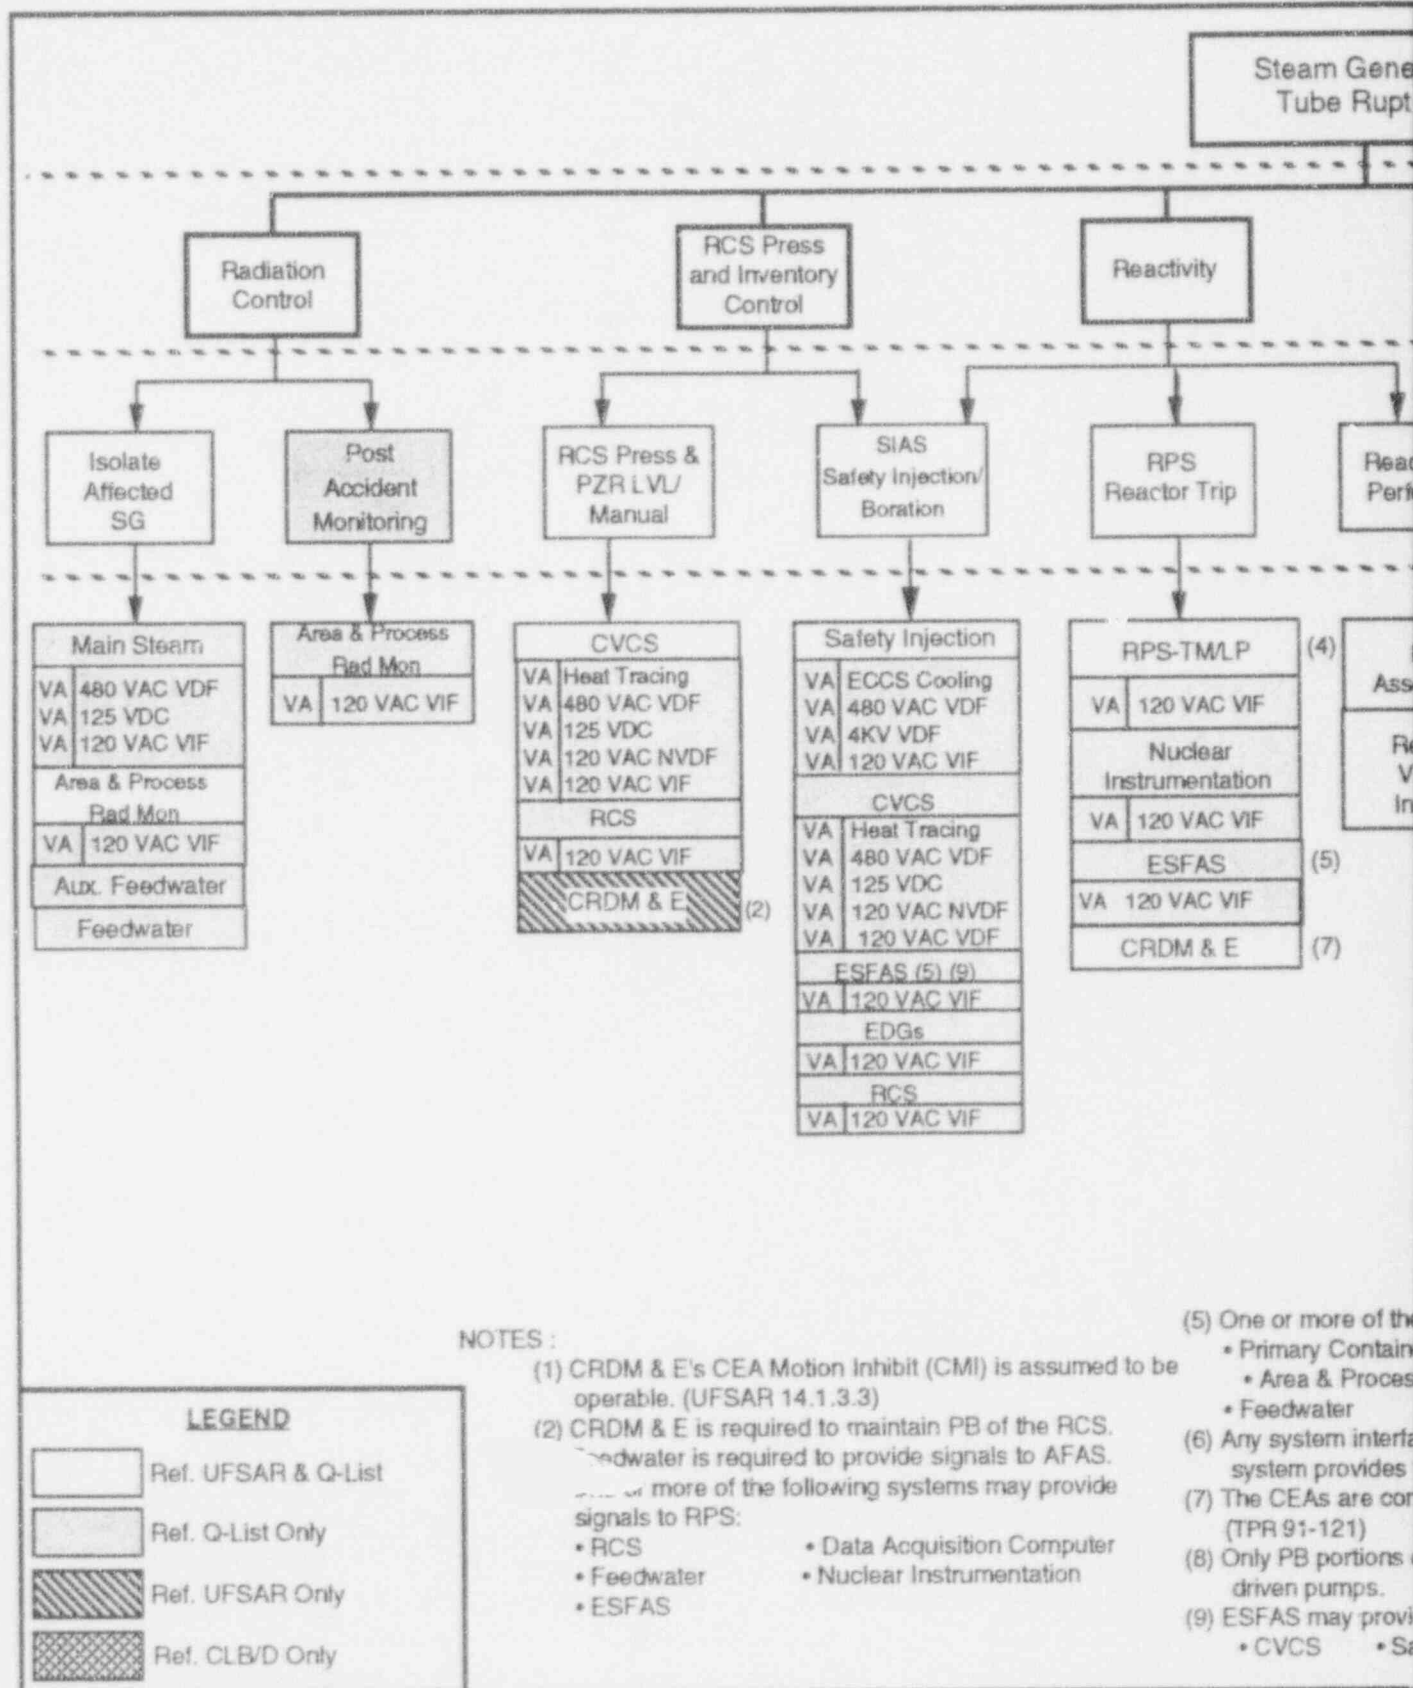 Steam Gene
Tube Rupt
Radiation
Control
RCS Press
and Inventory
Control
Reactivity
Isolate
Affected
SG
Post
Accident
Monitoring
RCS Press &
PZR LVL/
Manual
SIAS
Safety Injection/
Boration
RPS
Reactor Trip
Reac
Perf
Main Steam
VA 480 VAC VDF
VA 125 VDC
VA 120 VAC VIF
Area & Process
Rad Mon
VA 120 VAC VIF
Aux. Feedwater
Feedwater
Area & Process
Rad Mon
VA 120 VAC VIF
CVCS
VA Heat Tracing
VA 480 VAC VDF
VA 125 VDC
VA 120 VAC NVDF
VA 120 VAC VIF
RCS
VA 120 VAC VIF
CRDM & E (2)
Safety Injection
VA ECCS Cooling
VA 480 VAC VDF
VA 4KV VDF
VA 120 VAC VIF
CVCS
VA Heat Tracing
VA 480 VAC VDF
VA 125 VDC
VA 120 VAC NVDF
VA 120 VAC VDF
ESFAS (5) (9)
VA 120 VAC VIF
EDGs
VA 120 VAC VIF
RCS
VA 120 VAC VIF
RPS-TM/LP (4)
VA 120 VAC VIF
Nuclear
Instrumentation
VA 120 VAC VIF
ESFAS (5)
VA 120 VAC VIF
CRDM & E (7)
Asse
Re
V
In
NOTES :
(1) CRDM & E's CEA Motion Inhibit (CMI) is assumed to be
operable. (UFSAR 14.1.3.3)
(2) CRDM & E is required to maintain PB of the RCS.
edwater is required to provide signals to AFAS.
more of the following systems may provide
signals to RPS:
• RCS • Data Acquisition Computer
• Feedwater • Nuclear Instrumentation
• ESFAS
(5) One or more of the
• Primary Contain
• Area & Proces
• Feedwater
(6) Any system interfa
system provides
(7) The CEAs are con
(TPR 91-121)
(8) Only PB portions
driven pumps.
(9) ESFAS may provi
• CVCS • Sa
LEGEND
Ref. UFSAR & Q-List
Ref. Q-List Only
Ref. UFSAR Only
Ref. CLB/D Only